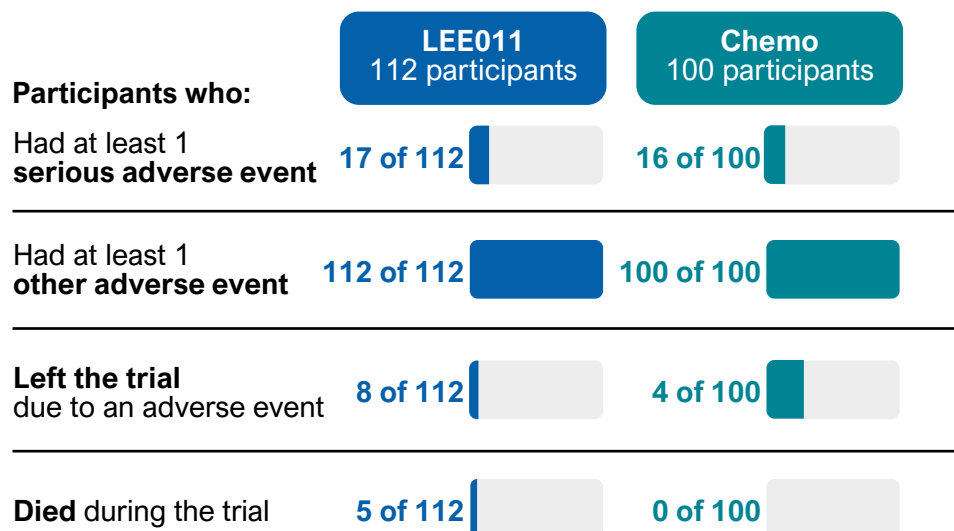 LEE011
112 participants
Chemo
100 participants
Participants who:
Had at least 1
serious adverse event
17 of 112
16 of 100
Had at least 1
other adverse event
112 of 112
100 of 100
Left the trial
due to an adverse event
8 of 112
4 of 100
Died during the trial
5 of 112
0 of 100